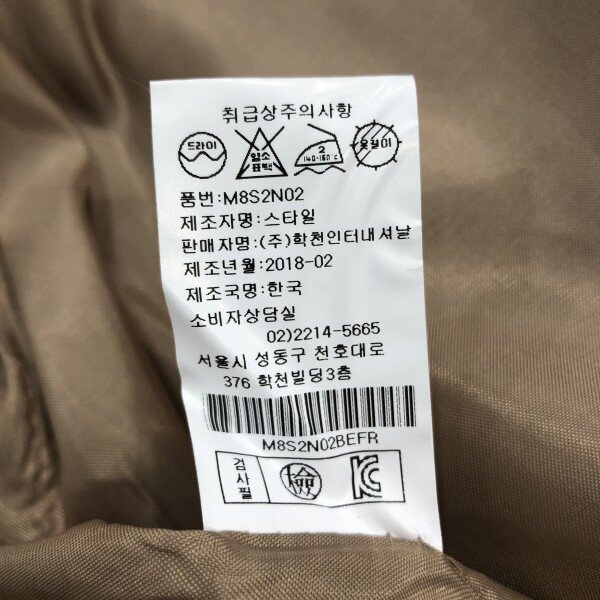 취급상주의사항
드라이 염소 표백 2 140-160℃ 옷걸이
품번:M8S2N02
제조자명:스타일
판매자명:(주)학천인터내셔날
제조년월:2018-02
제조국명:한국
소비자상담실
02)2214-5665
서울시 성동구 천호대로
376 학천빌딩3층
M8S2N02BEFR
검사필 檢 KC